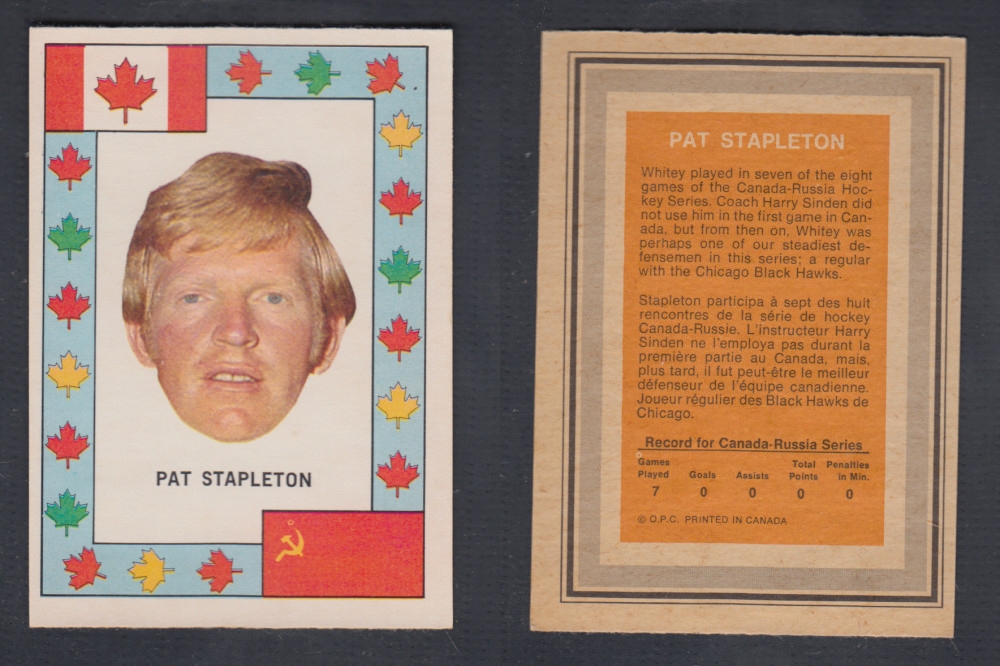 PAT STAPLETON
PAT STAPLETON
Whitey played in seven of the eight
games of the Canada-Russia Hoc-
key Series. Coach Harry Sinden did
not use him in the first game in Can-
ada, but from then on, Whitey was
perhaps one of our steadiest de-
fensemen in this series; a regular
with the Chicago Black Hawks.
Stapleton participa à sept des huit
rencontres de la série de hockey
Canada-Russie. L'instructeur Harry
Sinden ne l'employa pas durant la
première partie au Canada, mais,
plus tard, il fut peut-être le meilleur
défenseur de l'équipe canadienne.
Joueur régulier des Black Hawks de
Chicago.
Record for Canada-Russia Series
Games Total Penalties
Played Goals Assists Points in Min.
7 0 0 0 0
© O.P.C. PRINTED IN CANADA